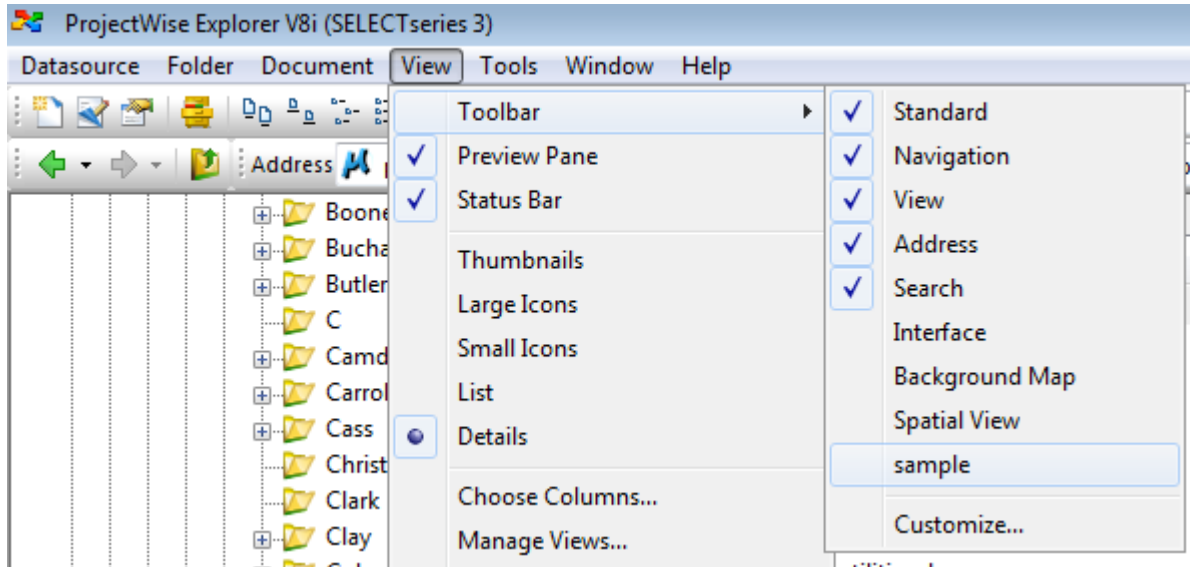 ProjectWise Explorer V8i (SELECTseries 3)
Datasource Folder Document View Tools Window Help
Address
Toolbar
Preview Pane
Status Bar
Thumbnails
Large Icons
Small Icons
List
Details
Choose Columns...
Manage Views...
Standard
Navigation
View
Address
Search
Interface
Background Map
Spatial View
sample
Customize...
Boone
Bucha
Butler
C
Camd
Carrol
Cass
Christ
Clark
Clay